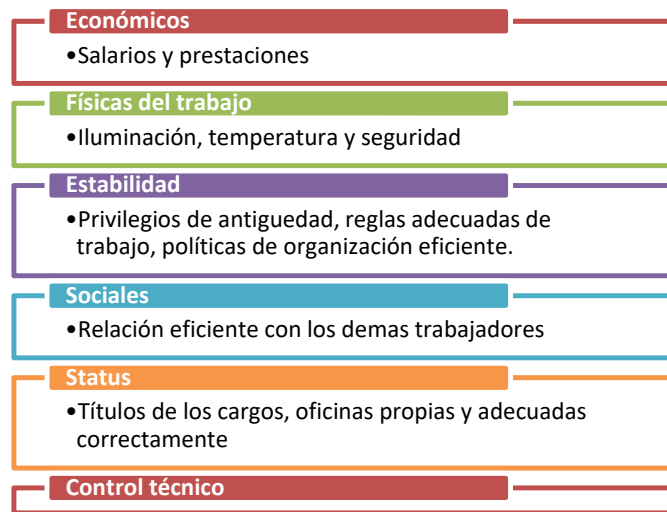 Económicos
•Salarios y prestaciones
Físicas del trabajo
•Iluminación, temperatura y seguridad
Estabilidad
•Privilegios de antiguedad, reglas adecuadas de
trabajo, políticas de organización eficiente.
Sociales
•Relación eficiente con los demas trabajadores
Status
•Títulos de los cargos, oficinas propias y adecuadas
correctamente
Control técnico